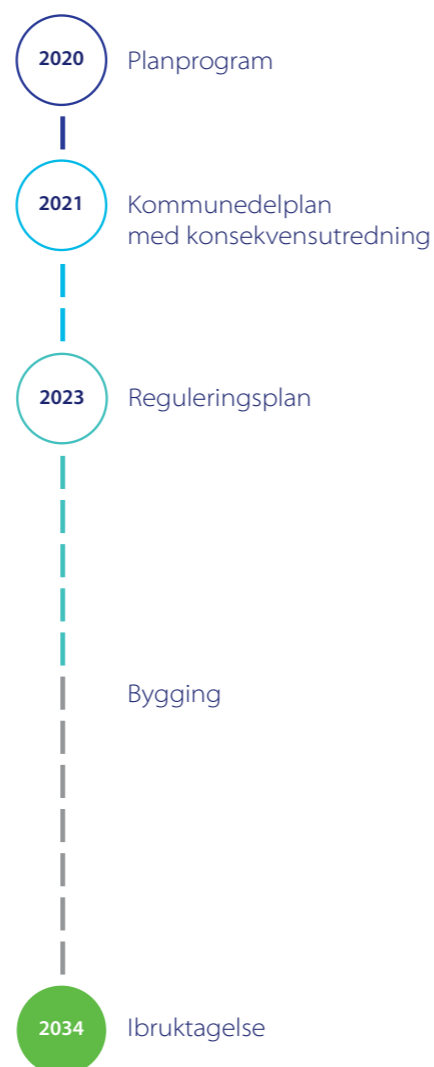 2020 Planprogram
2021 Kommunedelplan
med konsekvensutredning
2023 Reguleringsplan
Bygging
2034 Ibruktagelse